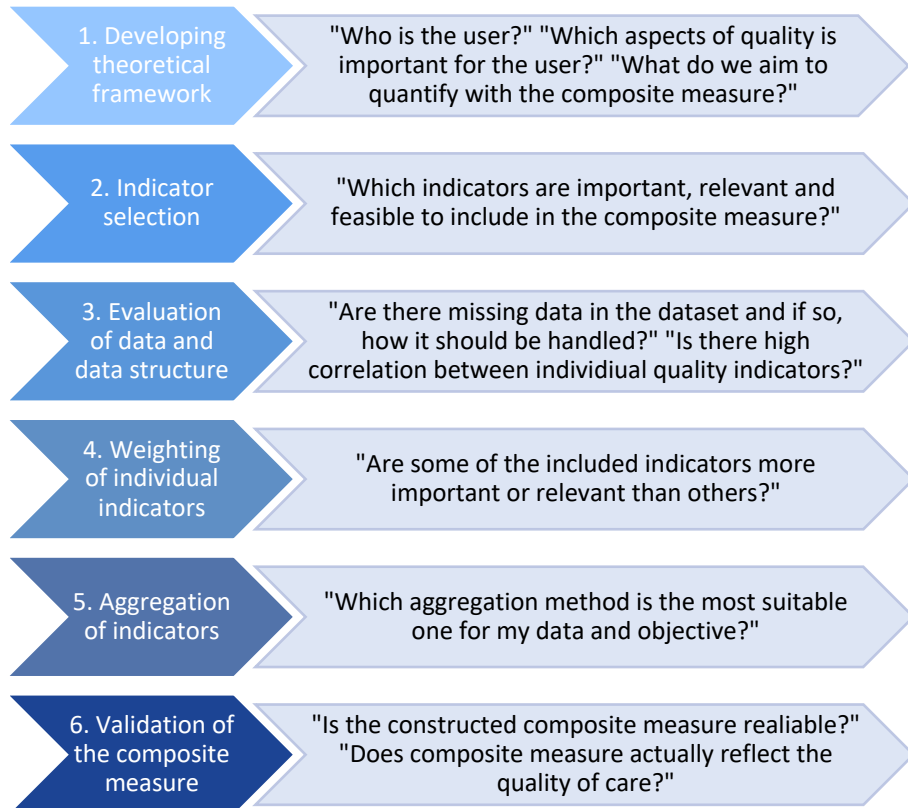 1. Developing
theoretical
framework
"Who is the user?" "Which aspects of quality is
important for the user?" "What do we aim to
quantify with the composite measure?"
2. Indicator
selection
"Which indicators are important, relevant and
feasible to include in the composite measure?"
3. Evaluation
of data and
data structure
"Are there missing data in the dataset and if so,
how it should be handled?" "Is there high
correlation between individiual quality indicators?"
4. Weighting
of individual
indicators
"Are some of the included indicators more
important or relevant than others?"
5. Aggregation
of indicators
"Which aggregation method is the most suitable
one for my data and objective?"
6. Validation of
the composite
measure
"Is the constructed composite measure realiable?"
"Does composite measure actually reflect the
quality of care?"